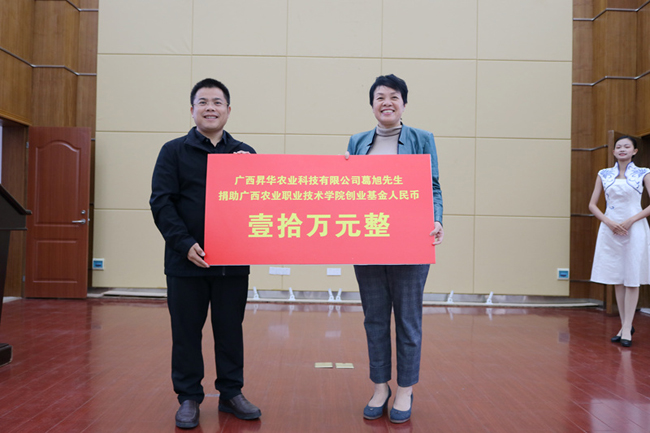 广西昇华农业科技有限公司葛旭先生
捐助广西农业职业技术学院创业基金人民币
壹拾万元整